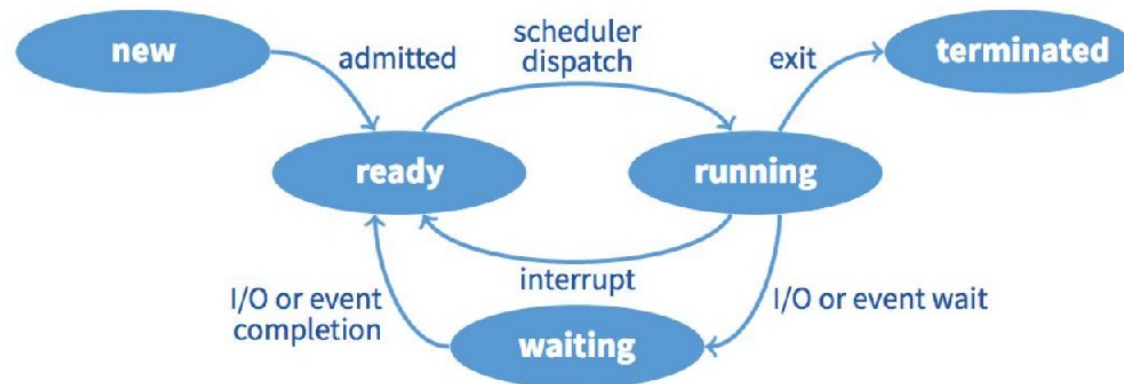 new
admitted
scheduler
dispatch
exit
terminated
ready
running
interrupt
I/O or event
completion
I/O or event wait
waiting